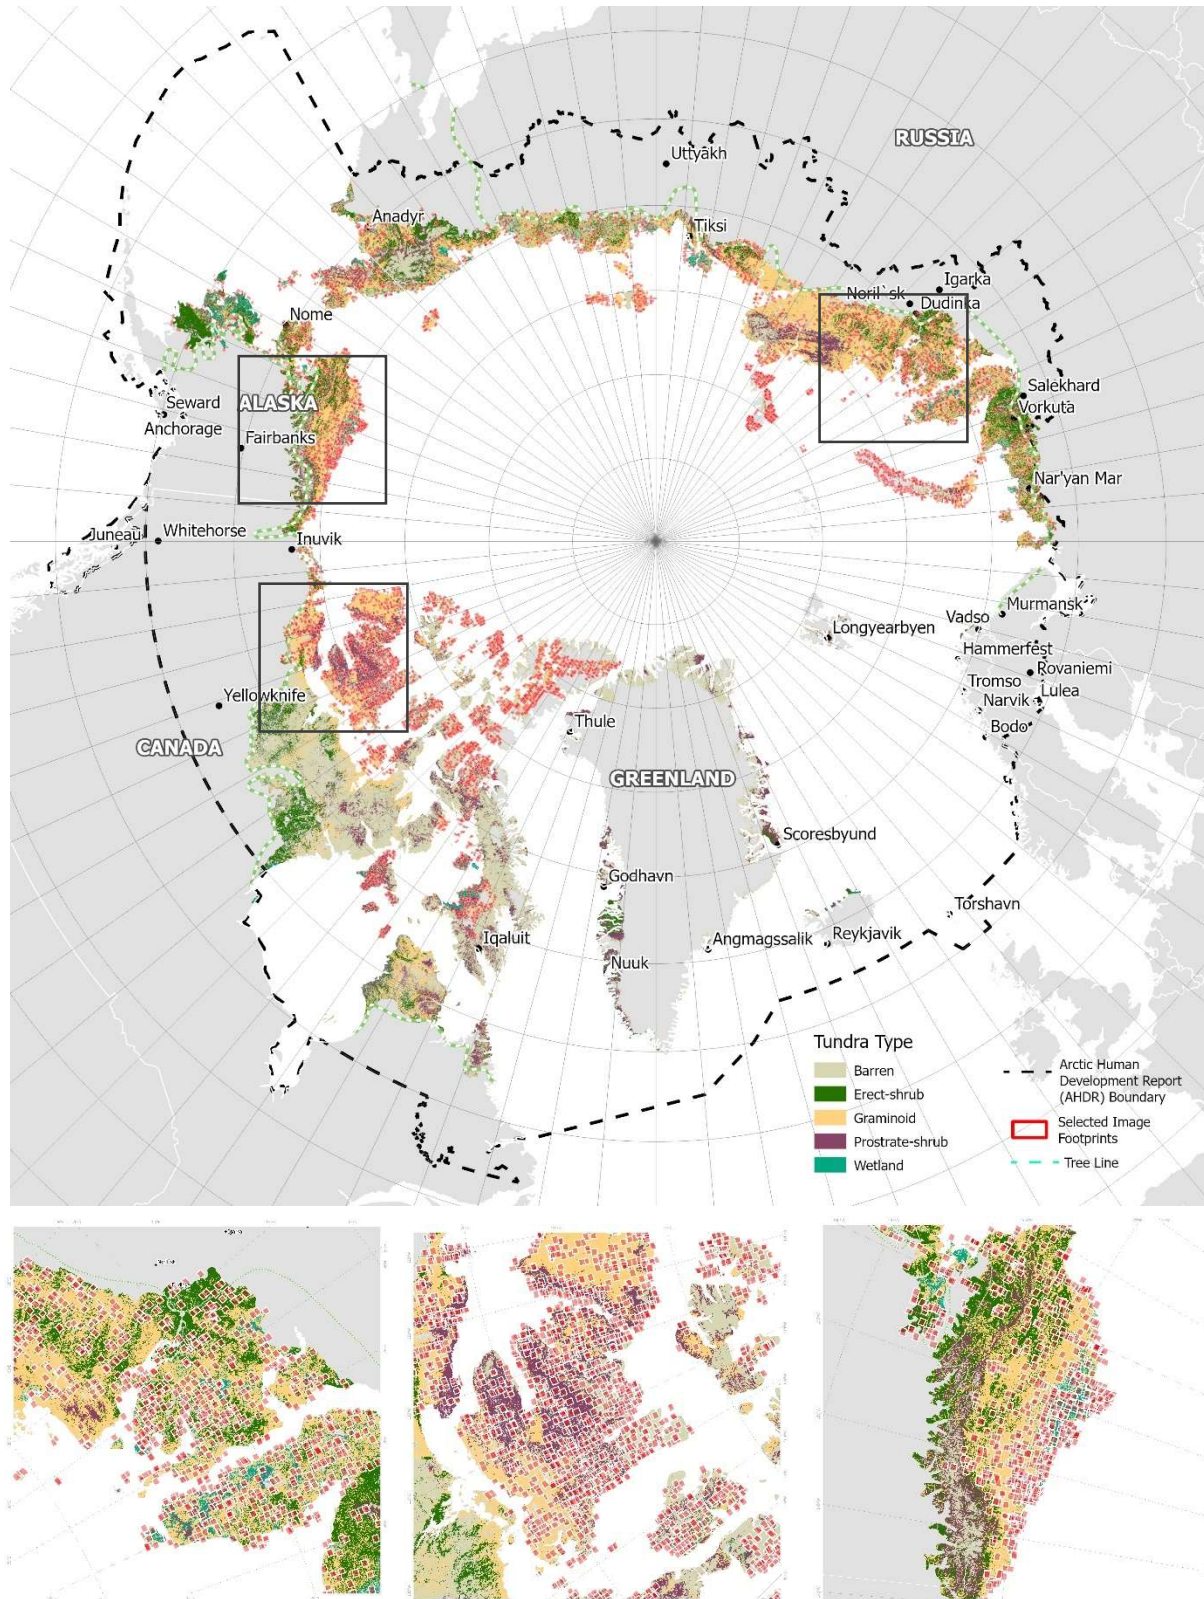 RUSSIA
Uttyakh
Anadyr
Tiksi
Igarka
Noril`sk
Dudinka
Nome
Salekhard
Seward
ALASKA
Vorkuta
Anchorage
Fairbanks
Nar'yan Mar
Juneau
Whitehorse
Inuvik
Murmansk
Vadso
Longyearbyen
Hammerfest
Rovaniemi
Tromso
Lulea
Yellowknife
Narvik
Thule
Bodo
CANADA
GREENLAND
Scoresbyund
Godhavn
Torshavn
Iqaluit
Angmagssalik
Reykjavik
Nuuk
Tundra Type
Barren
Erect-shrub
Graminoid
Prostrate-shrub
Wetland
Arctic Human
Development Report
(AHDR) Boundary
Selected Image
Footprints
Tree Line